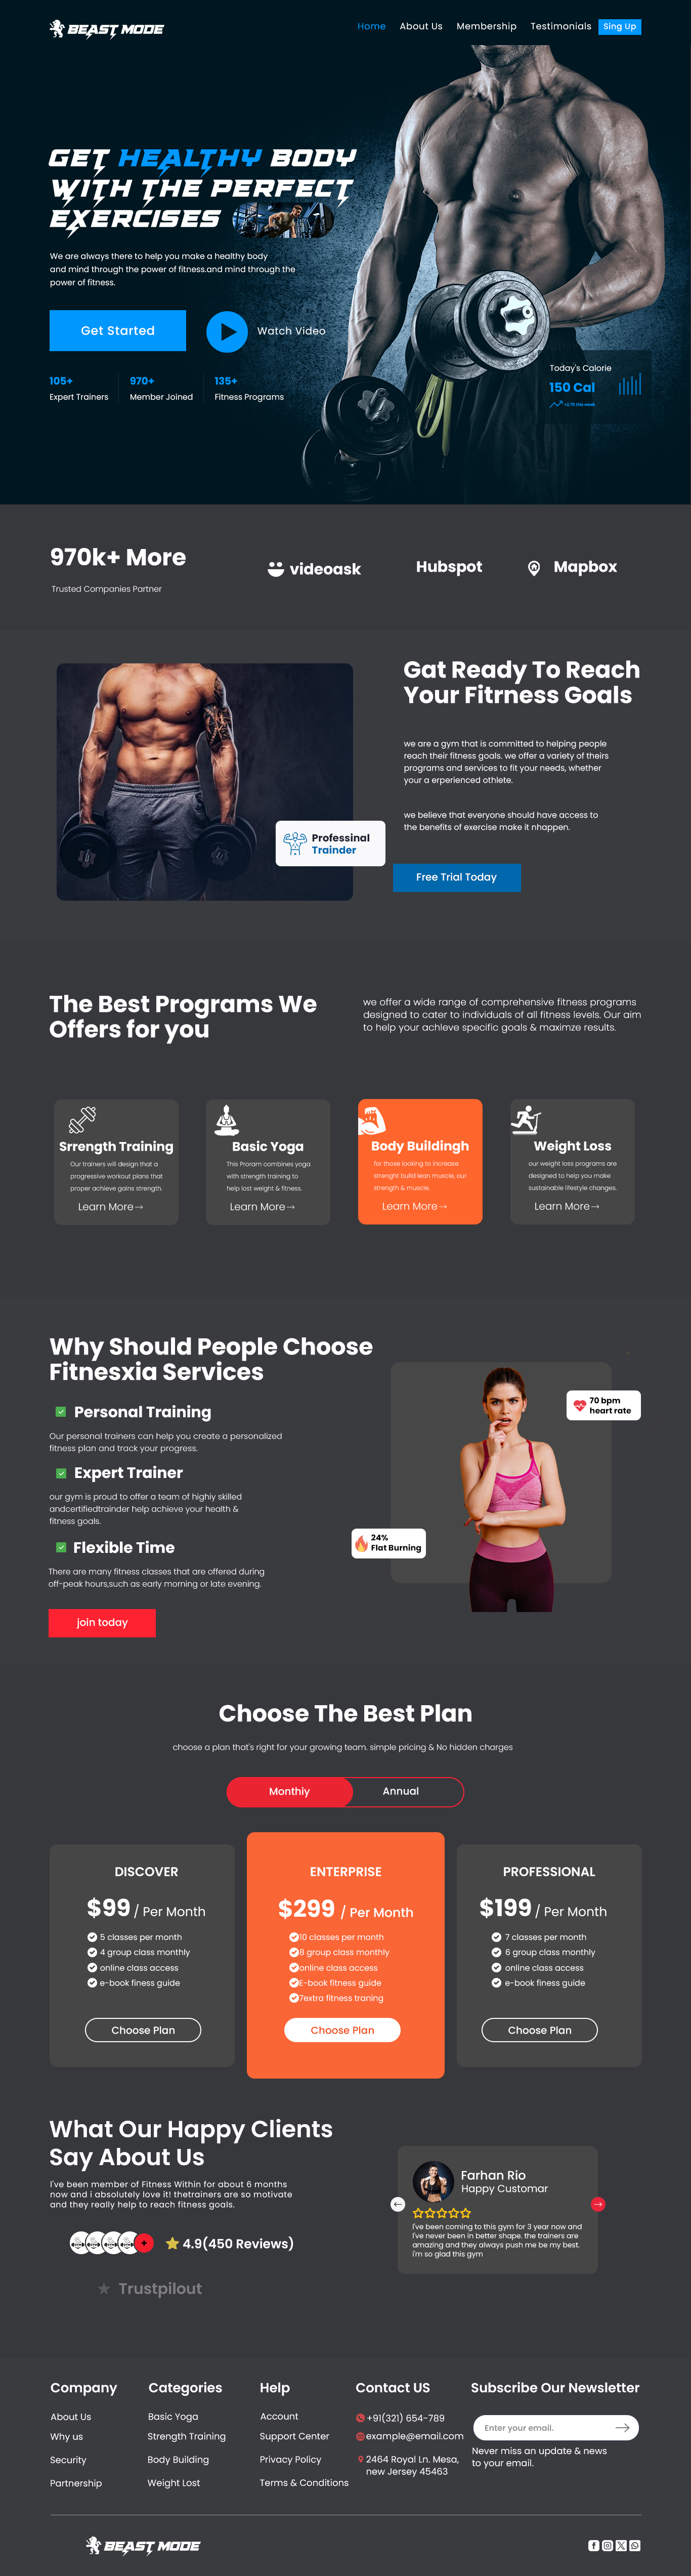 BEAST MODE
Home About Us Membership Testimonials Sing Up
GET HEALTHY BODY
WITH THE PERFECT
EXERCISES
We are always there to help you make a healthy body
and mind through the power of fitness.and mind through the
power of fitness.
Get Started
Watch Video
105+
Expert Trainers
970+
Member Joined
135+
Fitness Programs
Today's Calorie
150 Cal
970k+ More
Trusted Companies Partner
videoask
Hubspot
Mapbox
Gat Ready To Reach
Your Fitrness Goals
we are a gym that is committed to helping people
reach their fitness goals. we offer a variety of theirs
programs and services to fit your needs, whether
your a erperienced othlete.
we believe that everyone should have access to
the benefits of exercise make it nhappen.
Professinal
Trainder
Free Trial Today
The Best Programs We
Offers for you
we offer a wide range of comprehensive fitness programs
designed to cater to individuals of all fitness levels. Our aim
to help your achleve specific goals & maximze results.
Srrength Training
Our trainers will design that a
progressive workout plans that
proper achieve gains strength.
Learn More→
Basic Yoga
This Proram combines yoga
with strength training to
help lost weight & fitness.
Learn More→
Body Buildingh
for those looking to increase
strenght build lean muscle, our
strength & muscle.
Learn More→
Weight Loss
our weight loss programs are
designed to help you make
sustainable lifestyle changes.
Learn More→
Why Should People Choose
Fitnesxia Services
Personal Training
Our personal trainers can help you create a personalized
fitness plan and track your progress.
Expert Trainer
our gym is proud to offer a team of highly skilled
andcertifiedtrainder help achieve your health &
fitness goals.
Flexible Time
There are many fitness classes that are offered during
off-peak hours,such as early morning or late evening.
join today
70 bpm
heart rate
24%
Flat Burning
Choose The Best Plan
choose a plan that's right for your growing team. simple pricing & No hidden charges
Monthiy
Annual
DISCOVER
$99 / Per Month
5 classes per month
4 group class monthly
online class access
e-book finess guide
Choose Plan
ENTERPRISE
$299 / Per Month
10 classes per month
8 group class monthly
online class access
E-book fitness guide
7extra fitness traning
Choose Plan
PROFESSIONAL
$199 / Per Month
7 classes per month
6 group class monthly
online class access
e-book finess guide
Choose Plan
What Our Happy Clients
Say About Us
I've been member of Fitness Within for about 6 months
now and i absolutely love it! thetrainers are so motivate
and they really help to reach fitness goals.
+
4.9(450 Reviews)
Trustpilout
Farhan Rio
Happy Customar
I've been coming to this gym for 3 year now and
I've never been in better shape. the trainers are
amazing and they always push me be my best.
I'm so glad this gym
Company
About Us
Why us
Security
Partnership
Categories
Basic Yoga
Strength Training
Body Building
Weight Lost
Help
Account
Support Center
Privacy Policy
Terms & Conditions
Contact US
+91(321) 654-789
example@email.com
2464 Royal Ln. Mesa,
new Jersey 45463
Subscribe Our Newsletter
Enter your email.
Never miss an update & news
to your email.
BEAST MODE